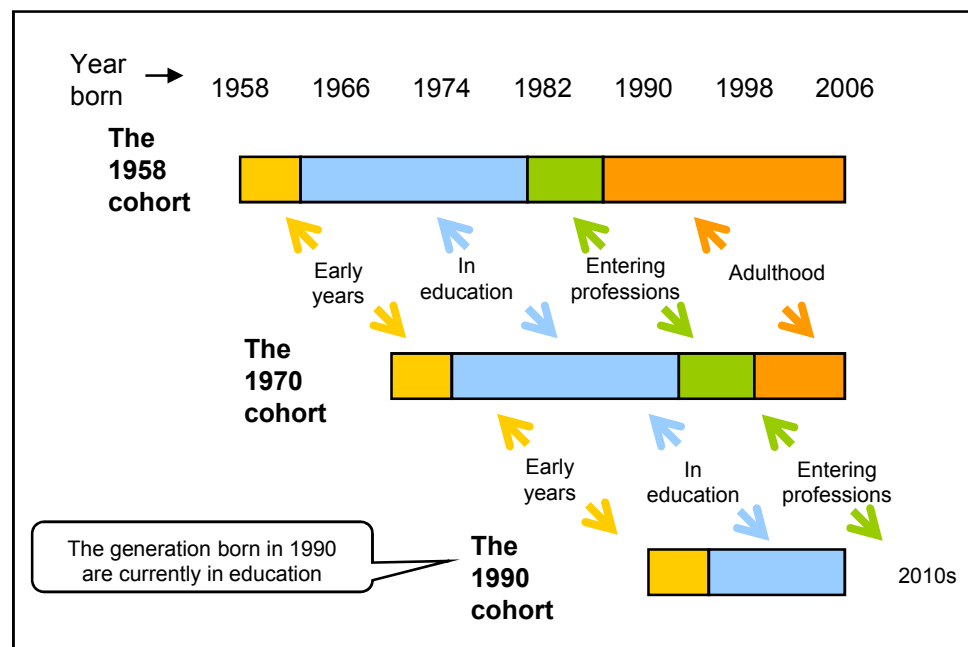 Year
born
1958 1966 1974 1982 1990 1998 2006
The
1958
cohort
Early
years
In
education
Entering
professions
Adulthood
The
1970
cohort
Early
years
In
education
Entering
professions
The generation born in 1990
are currently in education
The
1990
cohort
2010s